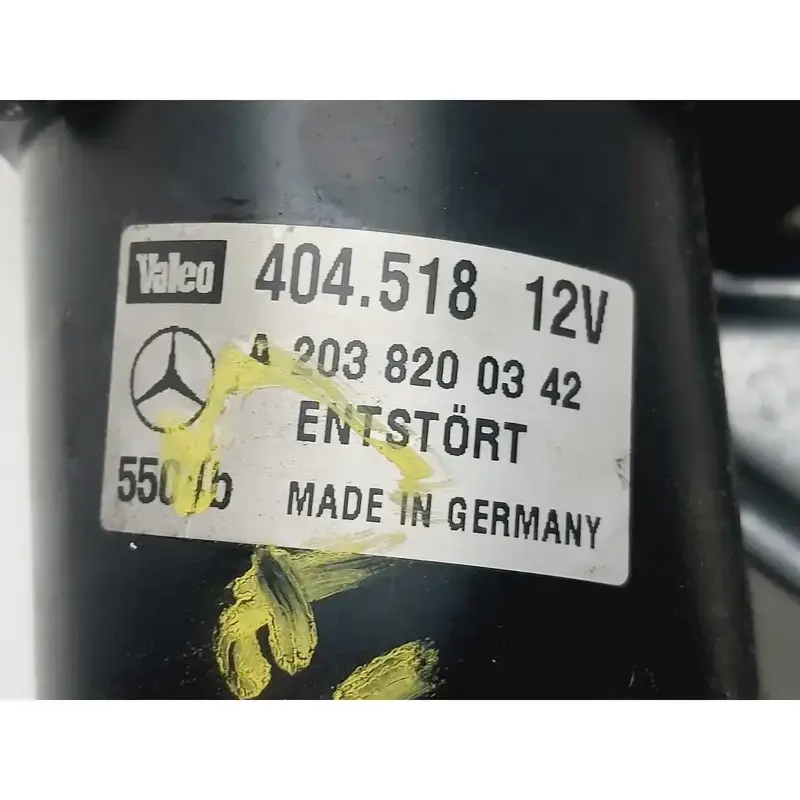 Valeo 404.518 12V
A 203 820 03 42
ENTSTÖRT
MADE IN GERMANY